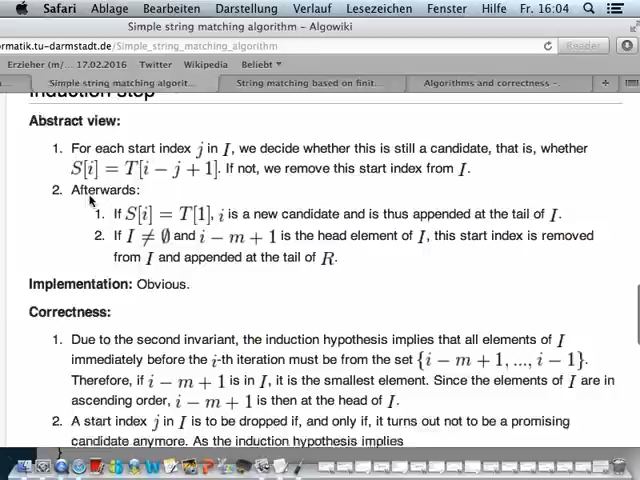 Safari Ablage Bearbeiten Darstellung Verlauf Lesezeichen Fenster Hilfe Fr. 16:04
Simple string matching algorithm – Algowiki
ormatik.tu-darmstadt.de/Simple_string_matching_algorithm Reader
Erzieher (m/... 17.02.2016 Twitter Wikipedia Beliebt
Simple string matching algorit... String matching based on finit... Algorithms and correctness -...
Induction step
Abstract view:
1. For each start index j in I, we decide whether this is still a candidate, that is, whether
S[i] = T[i − j + 1]. If not, we remove this start index from I.
2. Afterwards:
1. If S[i] = T[1], i is a new candidate and is thus appended at the tail of I.
2. If I ≠ ∅ and i − m + 1 is the head element of I, this start index is removed
from I and appended at the tail of R.
Implementation: Obvious.
Correctness:
1. Due to the second invariant, the induction hypothesis implies that all elements of I
immediately before the i-th iteration must be from the set {i − m + 1, ..., i − 1}.
Therefore, if i − m + 1 is in I, it is the smallest element. Since the elements of I are in
ascending order, i − m + 1 is then at the head of I.
2. A start index j in I is to be dropped if, and only if, it turns out not to be a promising
candidate anymore. As the induction hypothesis implies